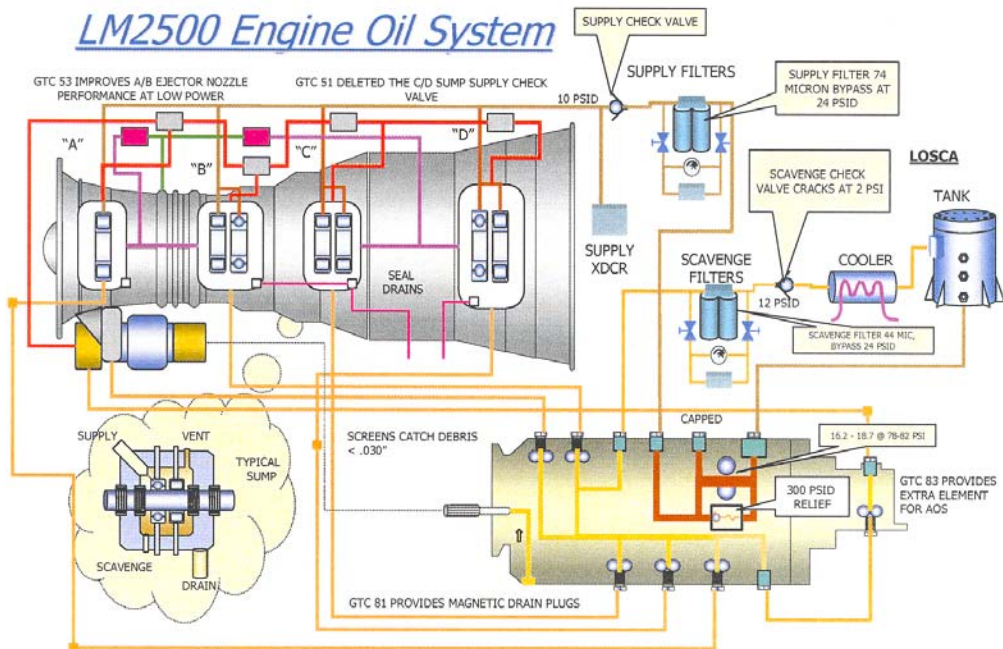 LM2500 Engine Oil System
SUPPLY CHECK VALVE
SUPPLY FILTERS
SUPPLY FILTER 74
MICRON BYPASS AT
24 PSID
GTC 53 IMPROVES A/B EJECTOR NOZZLE
PERFORMANCE AT LOW POWER
GTC 51 DELETED THE C/D SUMP SUPPLY CHECK
VALVE
10 PSID
"A"
"B"
"C"
"D"
LOSCA
SCAVENGE CHECK
VALVE CRACKS AT 2 PSI
TANK
SUPPLY
XDCR
SCAVENGE
FILTERS
COOLER
12 PSID
SEAL
DRAINS
SCAVENGE FILTER 44 MIC,
BYPASS 24 PSID
CAPPED
SUPPLY
VENT
TYPICAL
SUMP
SCAVENGE
DRAIN
SCREENS CATCH DEBRIS
< .030"
16.2 - 18.7 @ 78-82 PSI
300 PSID
RELIEF
GTC 83 PROVIDES
EXTRA ELEMENT
FOR AOS
GTC 81 PROVIDES MAGNETIC DRAIN PLUGS